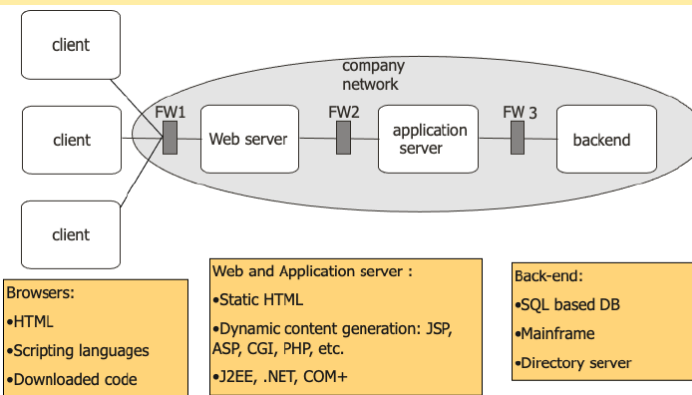 client
company
network
FW1
FW2
FW 3
client
Web server
application
server
backend
client
Browsers:
•HTML
•Scripting languages
•Downloaded code
Web and Application server :
•Static HTML
•Dynamic content generation: JSP,
ASP, CGI, PHP, etc.
•J2EE, .NET, COM+
Back-end:
•SQL based DB
•Mainframe
•Directory server